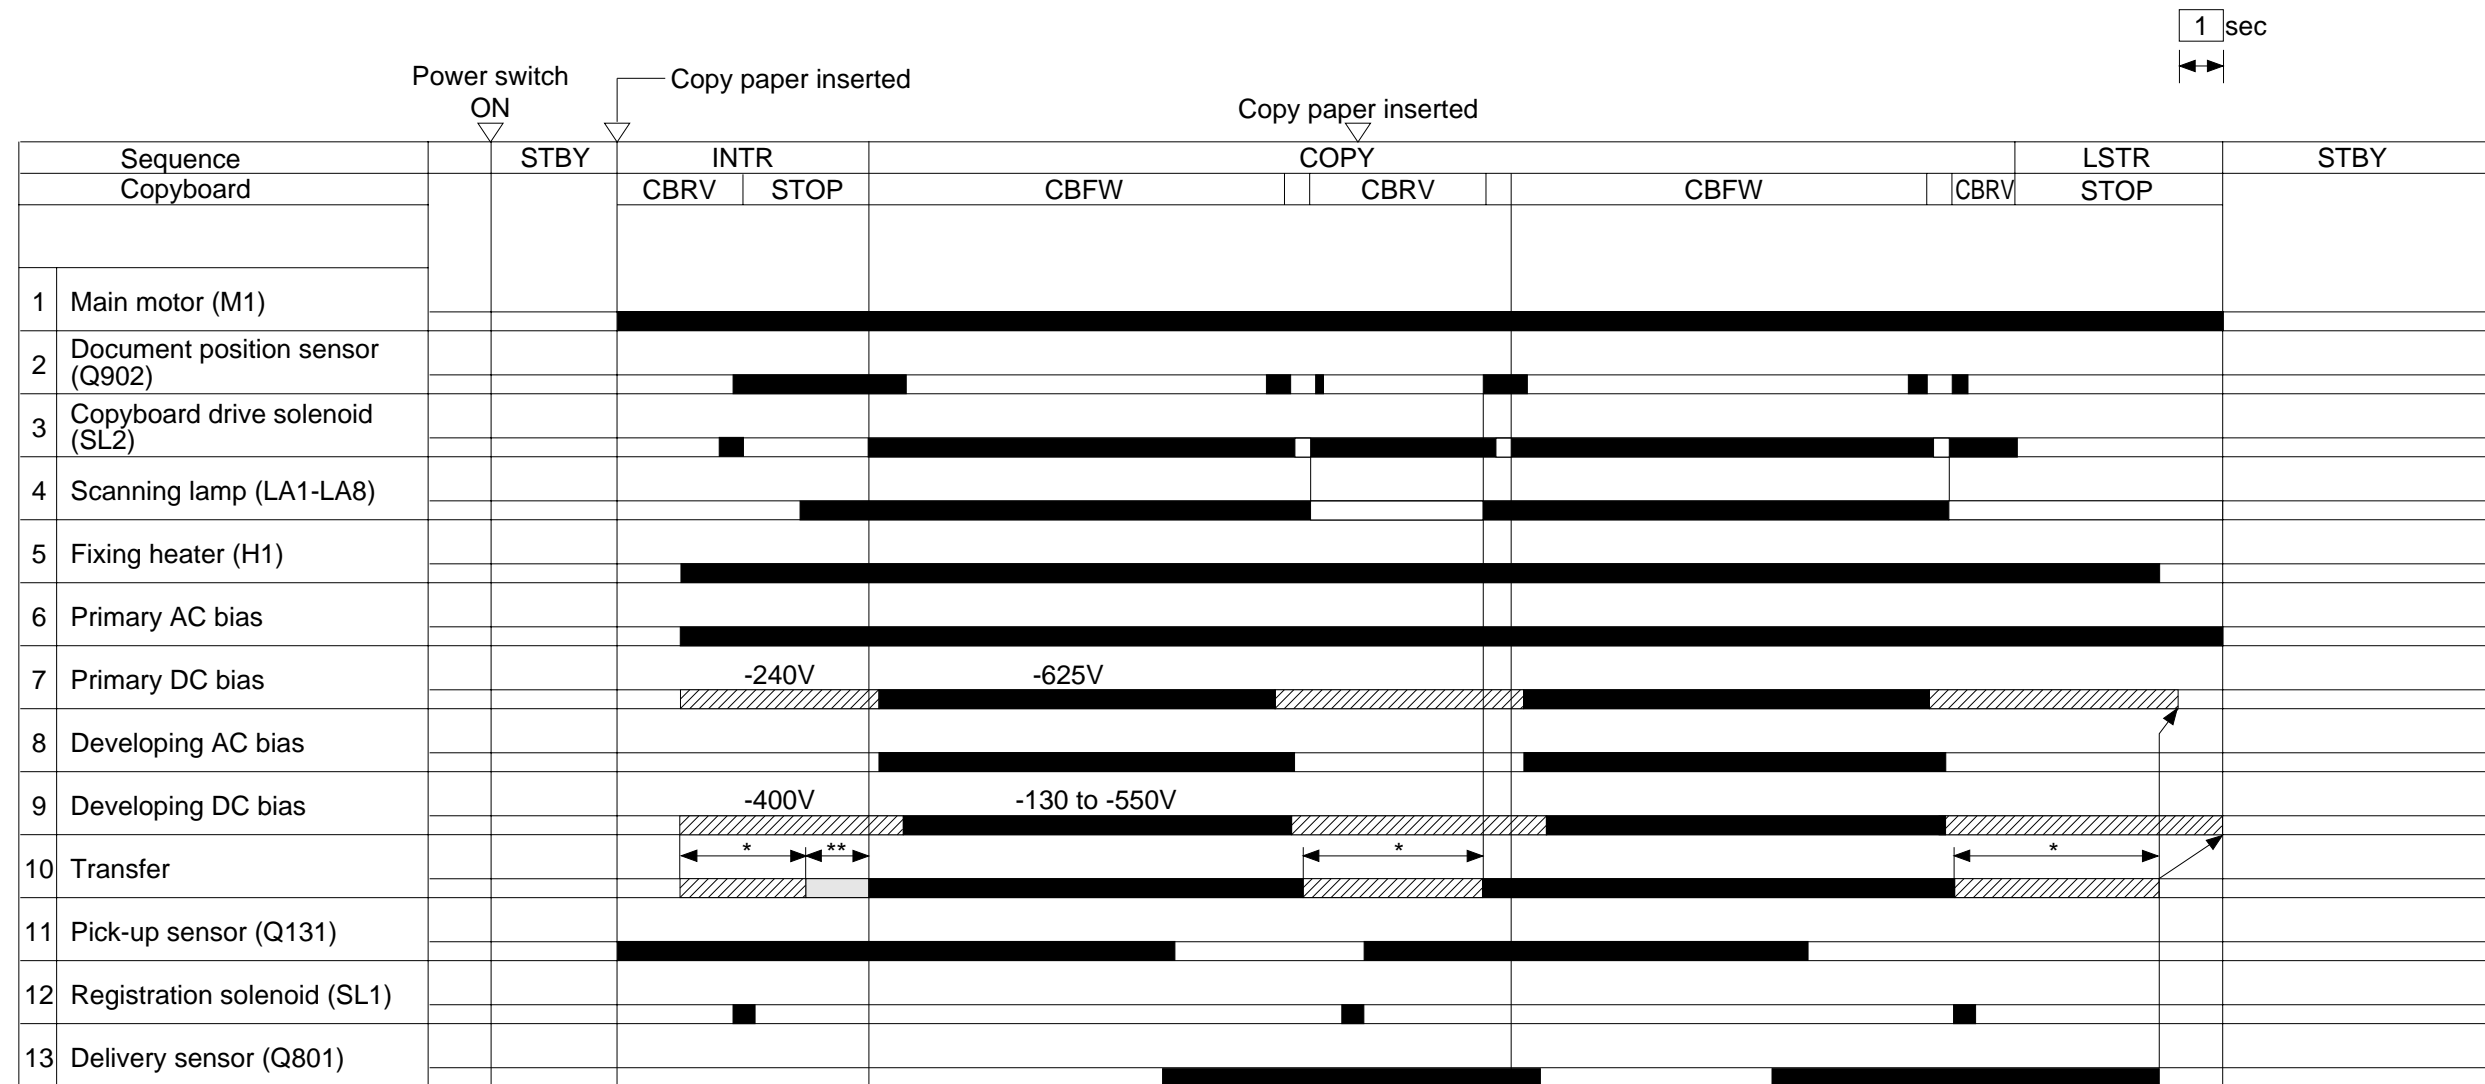 1 sec
Power switch
ON
Copy paper inserted
Copy paper inserted
Sequence STBY INTR COPY LSTR STBY
Copyboard CBRV STOP CBFW CBRV CBFW CBRV STOP
1 Main motor (M1)
2 Document position sensor
(Q902)
3 Copyboard drive solenoid
(SL2)
4 Scanning lamp (LA1-LA8)
5 Fixing heater (H1)
6 Primary AC bias
7 Primary DC bias -240V -625V
8 Developing AC bias
9 Developing DC bias -400V -130 to -550V
* ** * *
10 Transfer
11 Pick-up sensor (Q131)
12 Registration solenoid (SL1)
13 Delivery sensor (Q801)